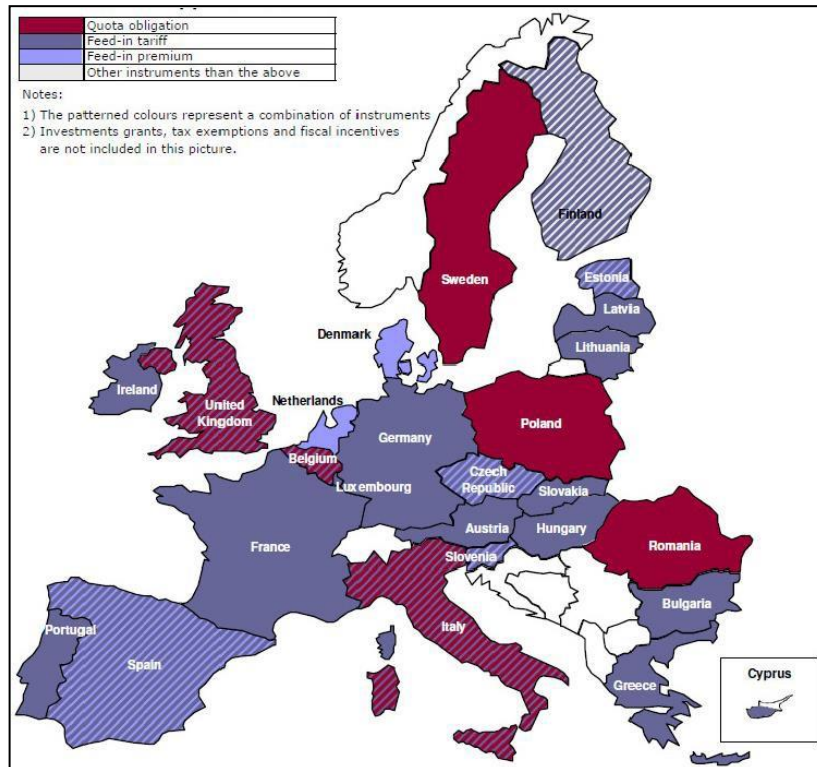 Quota obligation
Feed-in tariff
Feed-in premium
Other instruments than the above
Notes:
1) The patterned colours represent a combination of instruments
2) Investments grants, tax exemptions and fiscal incentives
are not included in this picture.
Finland
Sweden
Estonia
Latvia
Lithuania
Denmark
Ireland
United
Kingdom
Netherlands
Germany
Poland
Belgium
Luxembourg
Czech
Republic
Slovakia
France
Austria
Hungary
Slovenia
Romania
Bulgaria
Italy
Portugal
Spain
Greece
Cyprus